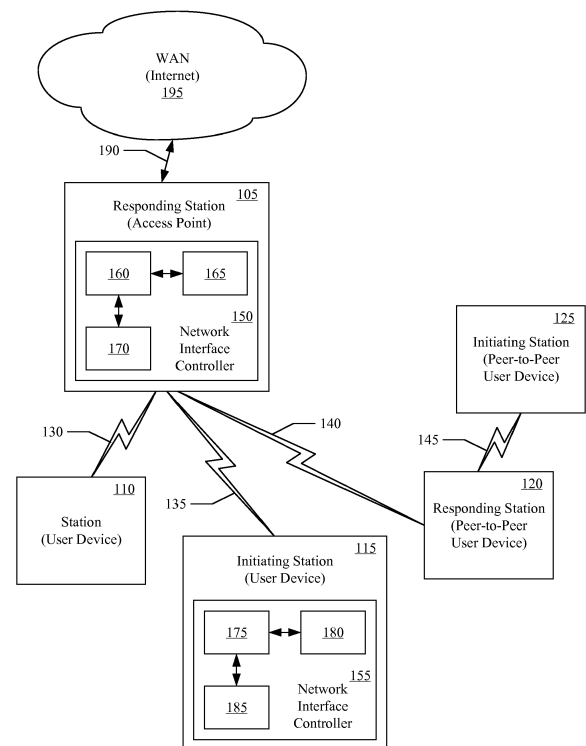 WAN
(Internet)
195
190
105
Responding Station
(Access Point)
160
165
150
170
Network
Interface
Controller
125
Initiating Station
(Peer-to-Peer
User Device)
130
140
145
135
110
Station
(User Device)
120
Responding Station
(Peer-to-Peer
User Device)
115
Initiating Station
(User Device)
175
180
155
185
Network
Interface
Controller